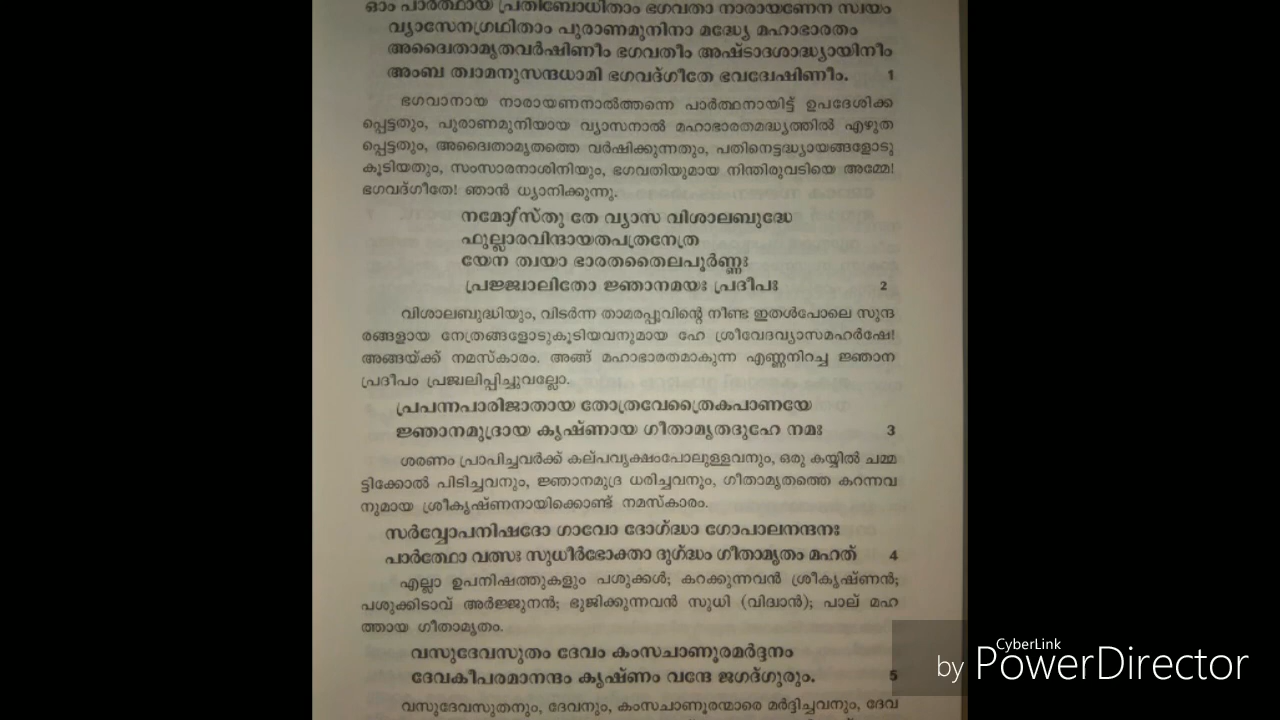 ഓം പാർത്ഥായ പ്രതിബോധിതാം ഭഗവതാ നാരായണേന സ്വയം
വ്യാസേനഗ്രഥിതാം പുരാണമുനിനാ മദ്ധ്യേ മഹാഭാരതം
അദ്വൈതാമൃതവർഷിണീം ഭഗവതീം അഷ്ടാദശാദ്ധ്യായിനീം
അംബ ത്വാമനുസന്ദധാമി ഭഗവദ്ഗീതേ ഭവദ്വേഷിണീം. 1
ഭഗവാനായ നാരായണനാൽത്തന്നെ പാർത്ഥനായിട്ട് ഉപദേശിക്ക
പ്പെട്ടതും, പുരാണമുനിയായ വ്യാസനാൽ മഹാഭാരതമദ്ധ്യത്തിൽ എഴുത
പ്പെട്ടതും, അദ്വൈതാമൃതത്തെ വർഷിക്കുന്നതും, പതിനെട്ടദ്ധ്യായങ്ങളോടു
കൂടിയതും, സംസാരനാശിനിയും, ഭഗവതിയുമായ നിന്തിരുവടിയെ അമ്മേ!
ഭഗവദ്ഗീതേ! ഞാൻ ധ്യാനിക്കുന്നു.
നമോഽസ്തു തേ വ്യാസ വിശാലബുദ്ധേ
ഫുല്ലാരവിന്ദായതപത്രനേത്ര
യേന ത്വയാ ഭാരതതൈലപൂർണ്ണഃ
പ്രജ്ജ്വാലിതോ ജ്ഞാനമയഃ പ്രദീപഃ 2
വിശാലബുദ്ധിയും, വിടർന്ന താമരപ്പൂവിന്റെ നീണ്ട ഇതൾപോലെ സുന്ദ
രങ്ങളായ നേത്രങ്ങളോടുകൂടിയവനുമായ ഹേ ശ്രീവേദവ്യാസമഹർഷേ!
അങ്ങയ്ക്ക് നമസ്കാരം. അങ്ങ് മഹാഭാരതമാകുന്ന എണ്ണനിറച്ച ജ്ഞാന
പ്രദീപം പ്രജ്വലിപ്പിച്ചുവല്ലോ.
പ്രപന്നപാരിജാതായ തോത്രവേത്രൈകപാണയേ
ജ്ഞാനമുദ്രായ കൃഷ്ണായ ഗീതാമൃതദുഹേ നമഃ 3
ശരണം പ്രാപിച്ചവർക്ക് കല്പവൃക്ഷംപോലുള്ളവനും, ഒരു കയ്യിൽ ചമ്മ
ട്ടിക്കോൽ പിടിച്ചവനും, ജ്ഞാനമുദ്ര ധരിച്ചവനും, ഗീതാമൃതത്തെ കറന്നവ
നുമായ ശ്രീകൃഷ്ണനായിക്കൊണ്ട് നമസ്കാരം.
സർവ്വോപനിഷദോ ഗാവോ ദോഗ്ദ്ധാ ഗോപാലനന്ദനഃ
പാർത്ഥോ വത്സഃ സുധീർഭോക്താ ദുഗ്ദ്ധം ഗീതാമൃതം മഹത് 4
എല്ലാ ഉപനിഷത്തുകളും പശുക്കൾ; കറക്കുന്നവൻ ശ്രീകൃഷ്ണൻ;
പശുക്കിടാവ് അർജ്ജുനൻ; ഭുജിക്കുന്നവൻ സുധി (വിദ്വാൻ); പാല് മഹ
ത്തായ ഗീതാമൃതം.
വസുദേവസുതം ദേവം കംസചാണൂരമർദ്ദനം
ദേവകീപരമാനന്ദം കൃഷ്ണം വന്ദേ ജഗദ്ഗുരും. 5
വസുദേവസുതനും, ദേവനും, കംസചാണൂരന്മാരെ മർദ്ദിച്ചവനും, ദേവ
CyberLink
by PowerDirector